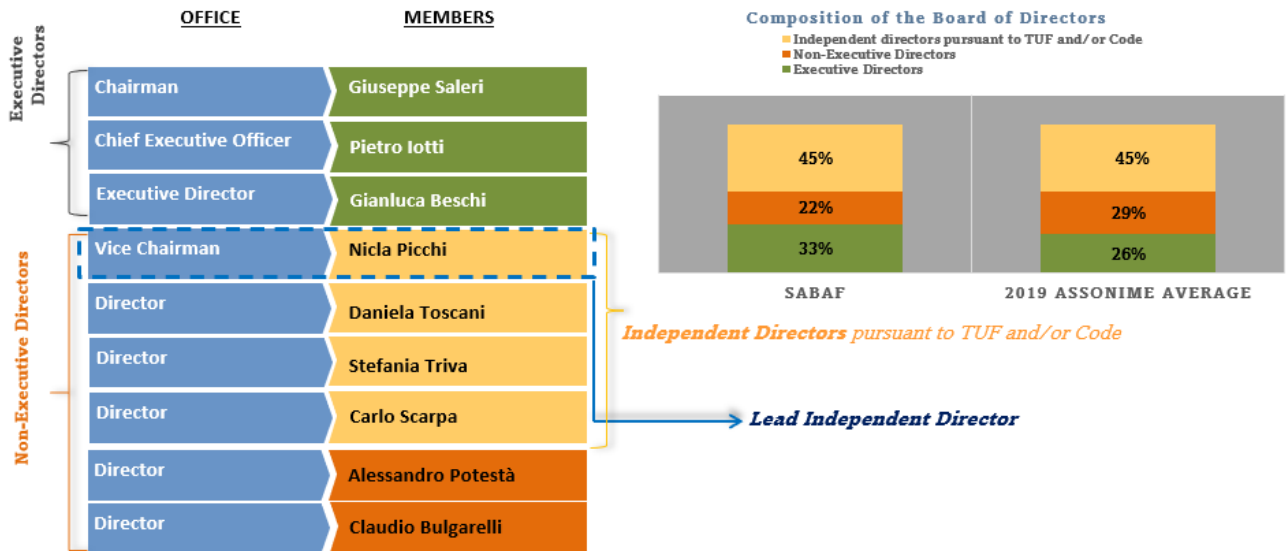 OFFICE MEMBERS
Executive
Directors
Chairman Giuseppe Saleri
Chief Executive Officer Pietro Iotti
Executive Director Gianluca Beschi
Non-Executive Directors
Vice Chairman Nicla Picchi
Director Daniela Toscani
Director Stefania Triva
Director Carlo Scarpa
Director Alessandro Potestà
Director Claudio Bulgarelli
Independent Directors pursuant to TUF and/or Code
Lead Independent Director
Composition of the Board of Directors
Independent directors pursuant to TUF and/or Code
Non-Executive Directors
Executive Directors
45% 45%
22% 29%
33% 26%
SABAF 2019 ASSONIME AVERAGE